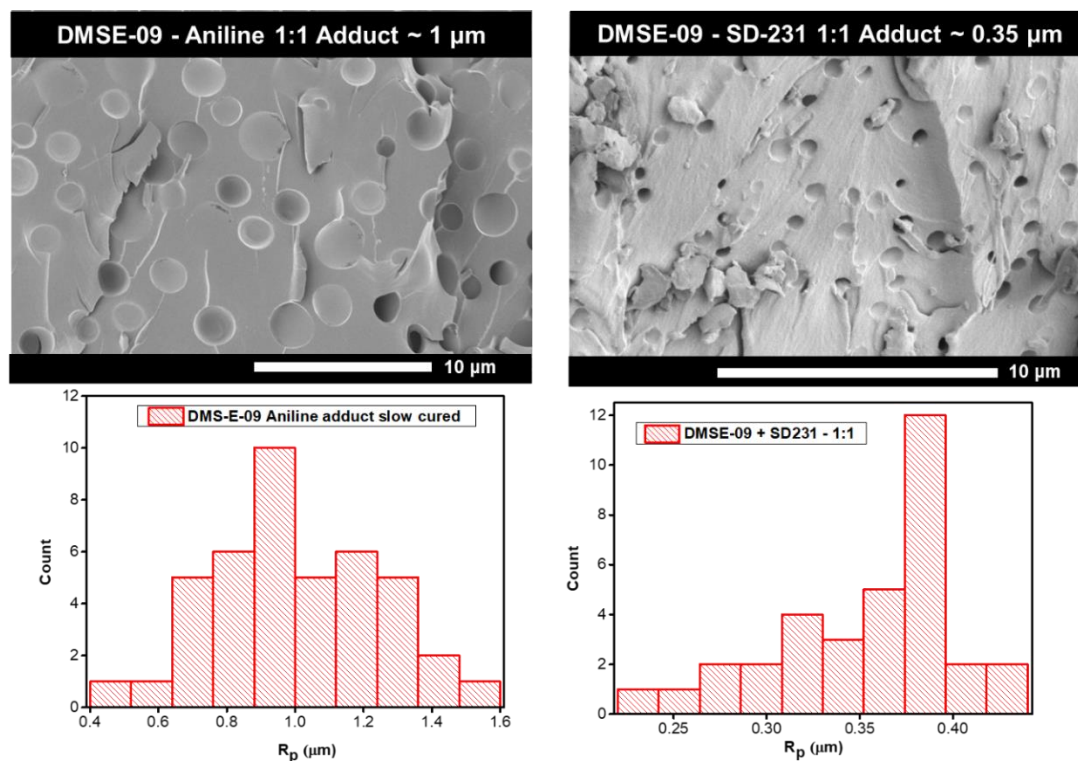 DMSE-09 - Aniline 1:1 Adduct ~ 1 µm
DMSE-09 - SD-231 1:1 Adduct ~ 0.35 µm
10 µm
10 µm
12
10
8
6
4
2
0
Count
DMS-E-09 Aniline adduct slow cured
0.4 0.6 0.8 1.0 1.2 1.4 1.6
Rp (µm)
12
10
8
6
4
2
0
Count
DMSE-09 + SD231 - 1:1
0.25 0.30 0.35 0.40
Rp (µm)